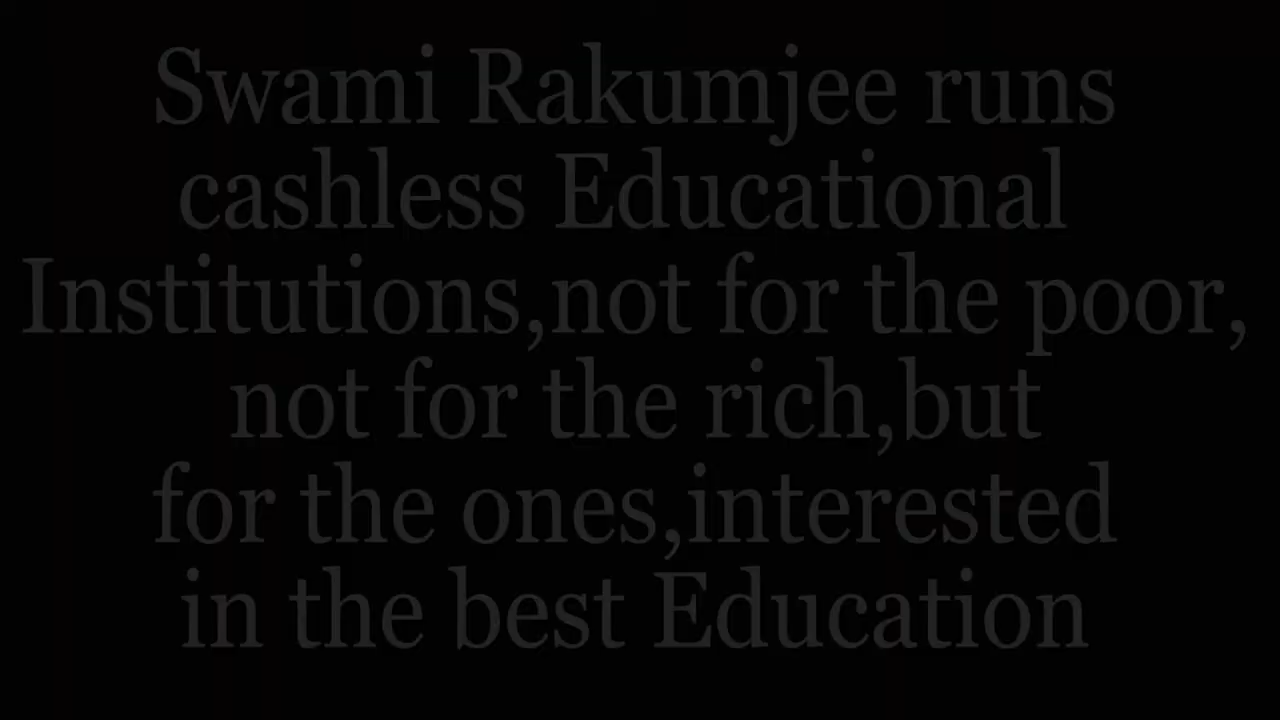 Swami Rakumjee runs
cashless Educational
Institutions,not for the poor,
not for the rich,but
for the ones,interested
in the best Education